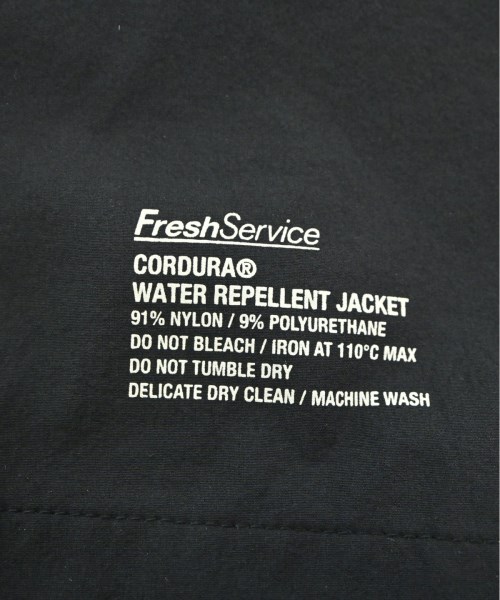 FreshService
CORDURA®
WATER REPELLENT JACKET
91% NYLON / 9% POLYURETHANE
DO NOT BLEACH / IRON AT 110°C MAX
DO NOT TUMBLE DRY
DELICATE DRY CLEAN / MACHINE WASH